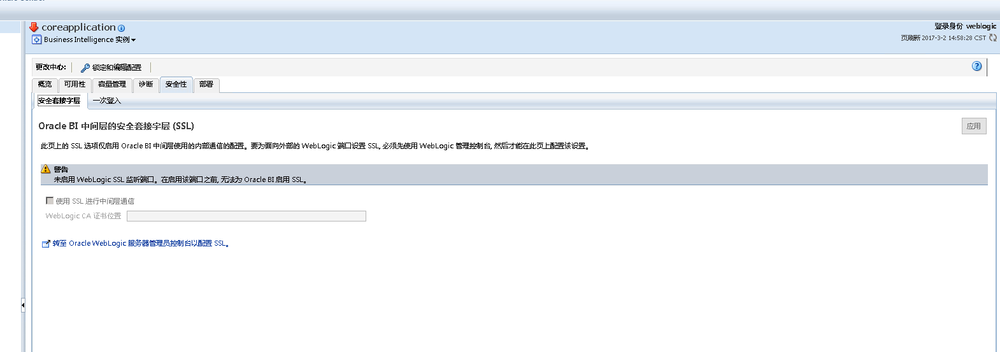 coreapplication
登录身份 weblogic
Business Intelligence 实例
页刷新 2017-3-2 14:58:28 CST
更改中心: 锁定和编辑配置
概览 可用性 容量管理 诊断 安全性 部署
安全套接字层 一次登入
Oracle BI 中间层的安全套接字层 (SSL)
应用
此页上的 SSL 选项仅启用 Oracle BI 中间层使用的内部通信的配置。要为面向外部的 WebLogic 端口设置 SSL, 必须先使用 WebLogic 管理控制台, 然后才能在此页上配置该设置。
警告
未启用 WebLogic SSL 监听端口。在启用该端口之前, 无法为 Oracle BI 启用 SSL。
使用 SSL 进行中间层通信
WebLogic CA 证书位置
转至 Oracle WebLogic 服务器管理员控制台以配置 SSL。